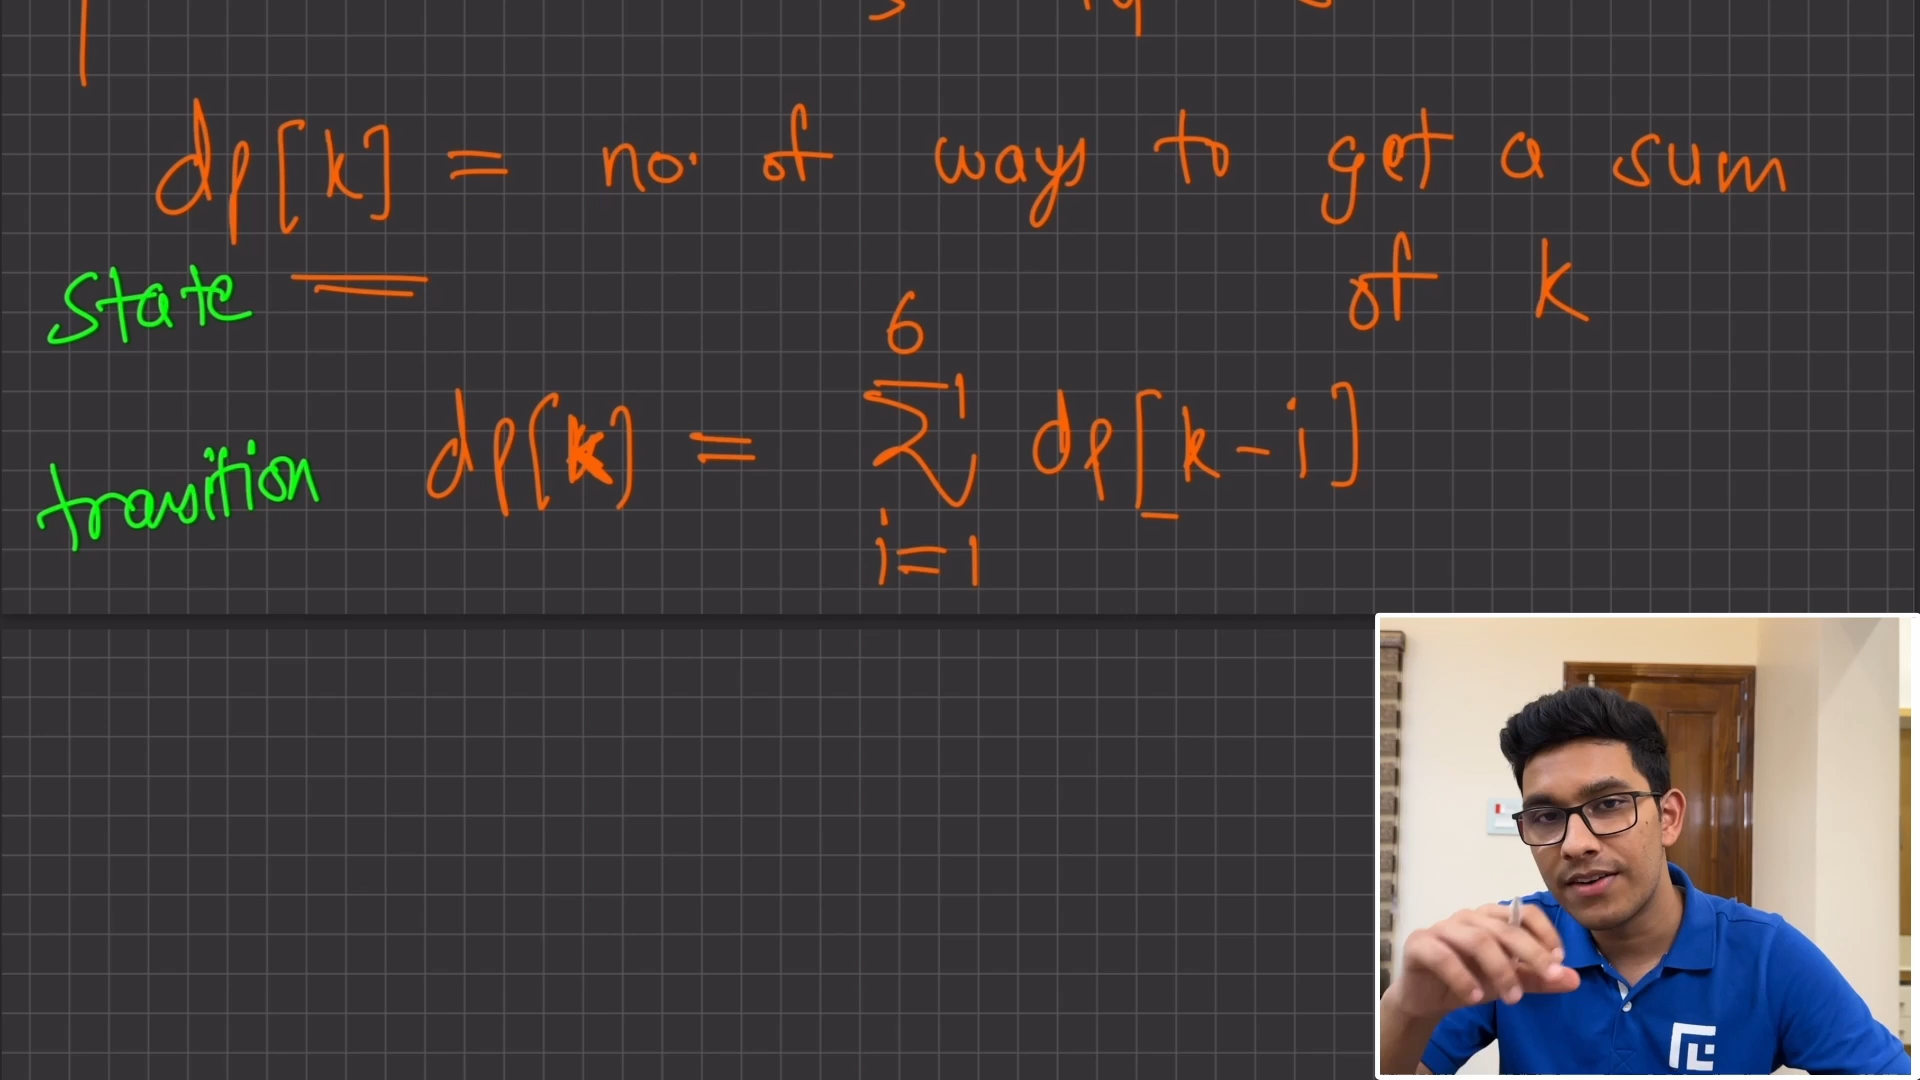 dp[k] = no. of ways to get a sum
of k
State
6
transition dp[k] = Σ dp[k-i]
i=1